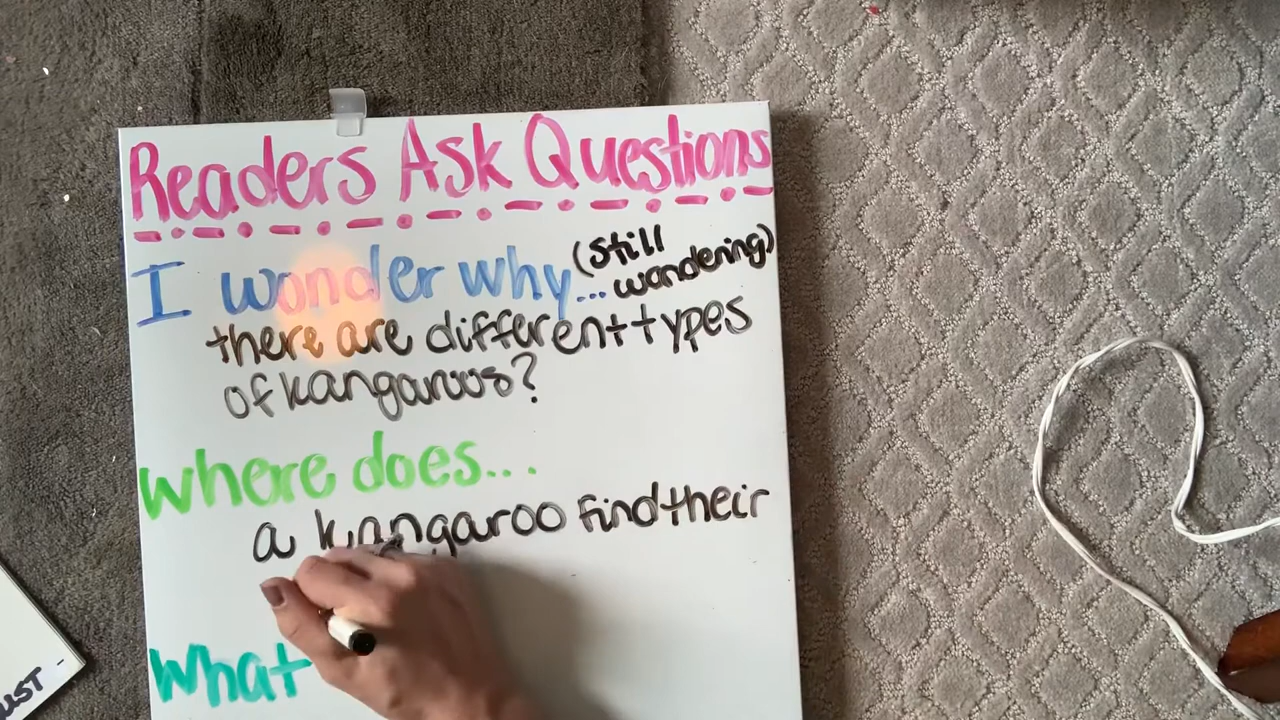 Readers Ask Questions
I wonder why... (still
wondering)
there are different types
of kangaroos?
where does...
a kangaroo find their
what